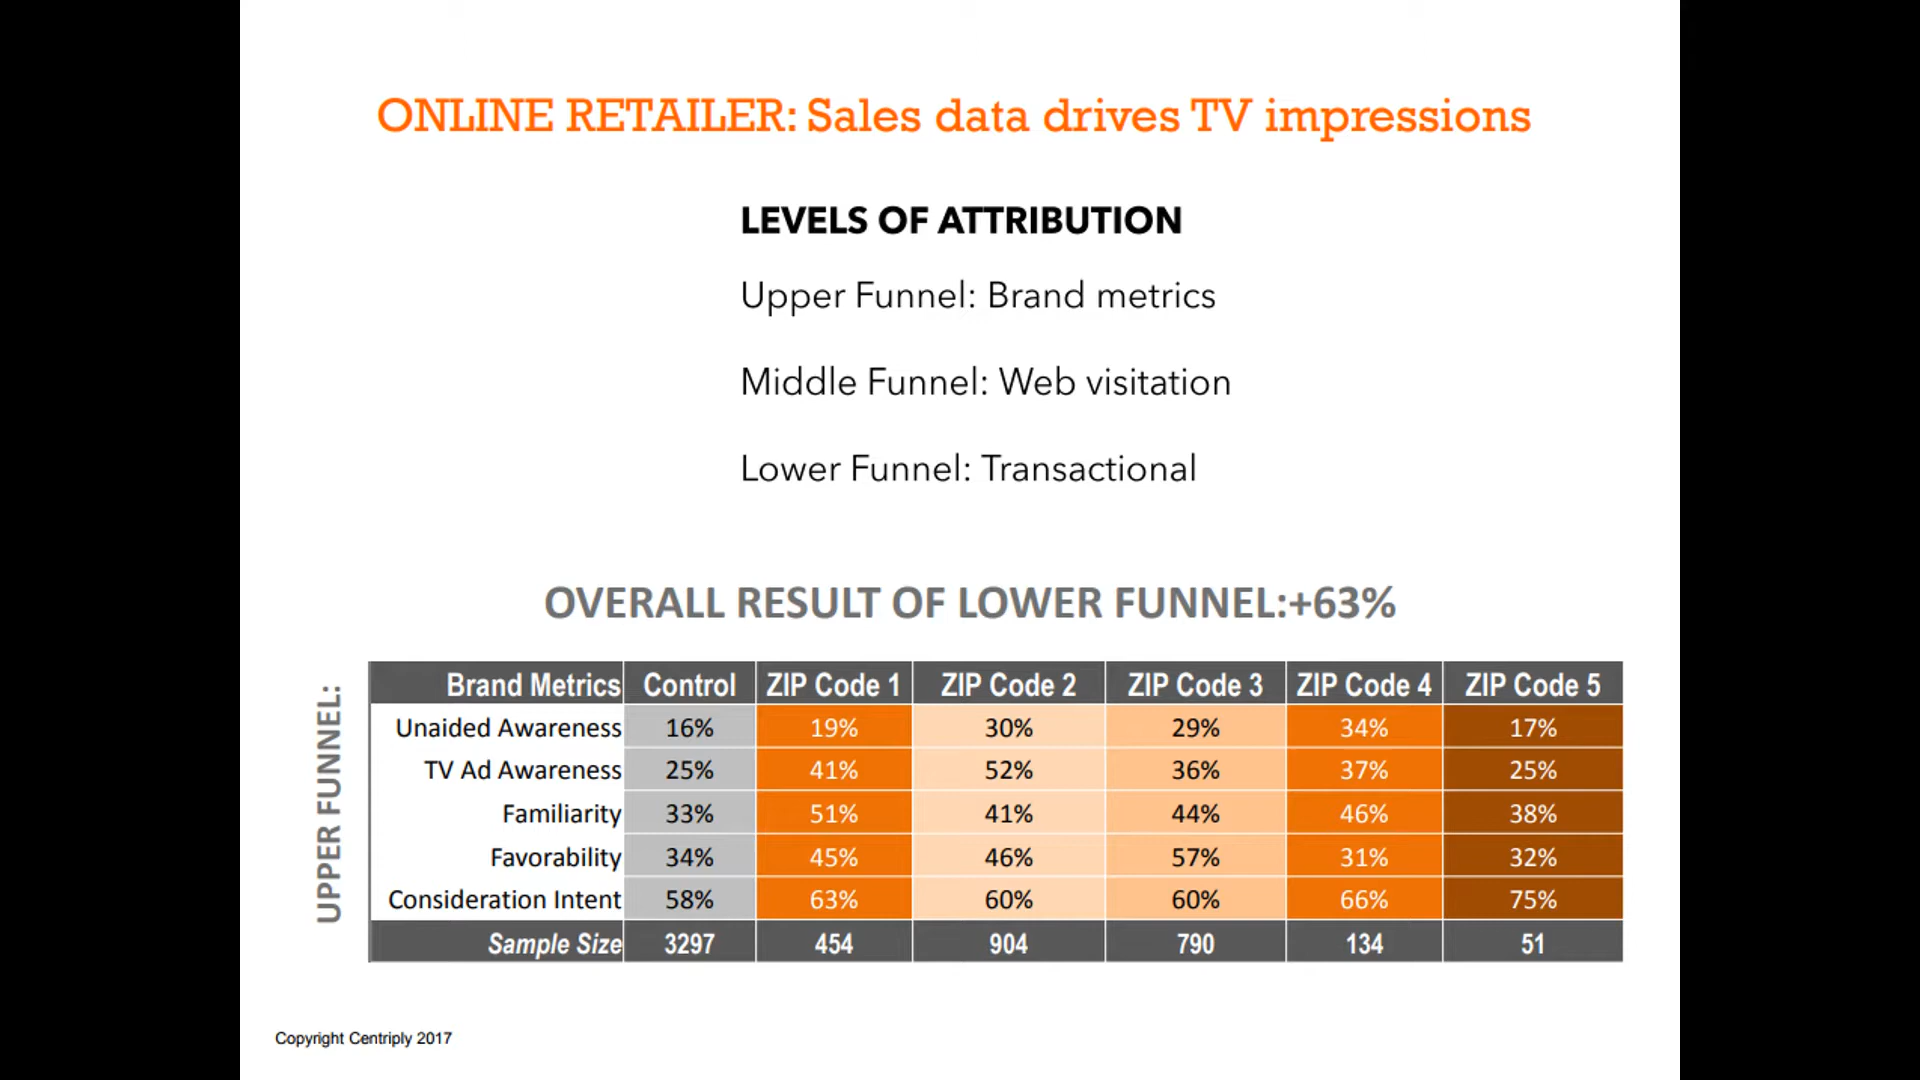 ONLINE RETAILER: Sales data drives TV impressions
LEVELS OF ATTRIBUTION
Upper Funnel: Brand metrics
Middle Funnel: Web visitation
Lower Funnel: Transactional
OVERALL RESULT OF LOWER FUNNEL:+63%
UPPER FUNNEL:
Brand Metrics Control ZIP Code 1 ZIP Code 2 ZIP Code 3 ZIP Code 4 ZIP Code 5
Unaided Awareness 16% 19% 30% 29% 34% 17%
TV Ad Awareness 25% 41% 52% 36% 37% 25%
Familiarity 33% 51% 41% 44% 46% 38%
Favorability 34% 45% 46% 57% 31% 32%
Consideration Intent 58% 63% 60% 60% 66% 75%
Sample Size 3297 454 904 790 134 51
Copyright Centriply 2017